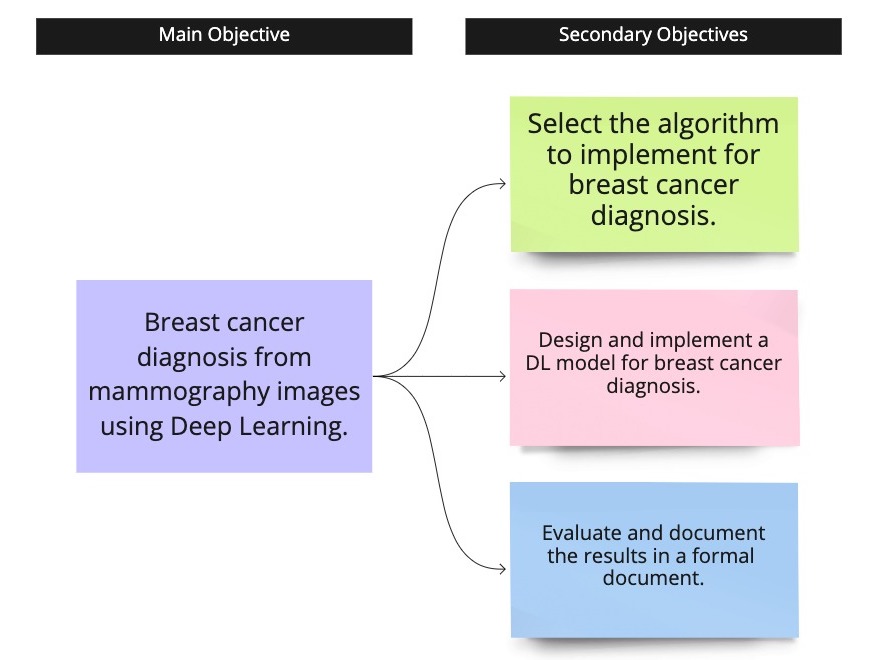 Main Objective
Secondary Objectives
Select the algorithm
to implement for
breast cancer
diagnosis.
Breast cancer
diagnosis from
mammography images
using Deep Learning.
Design and implement a
DL model for breast cancer
diagnosis.
Evaluate and document
the results in a formal
document.